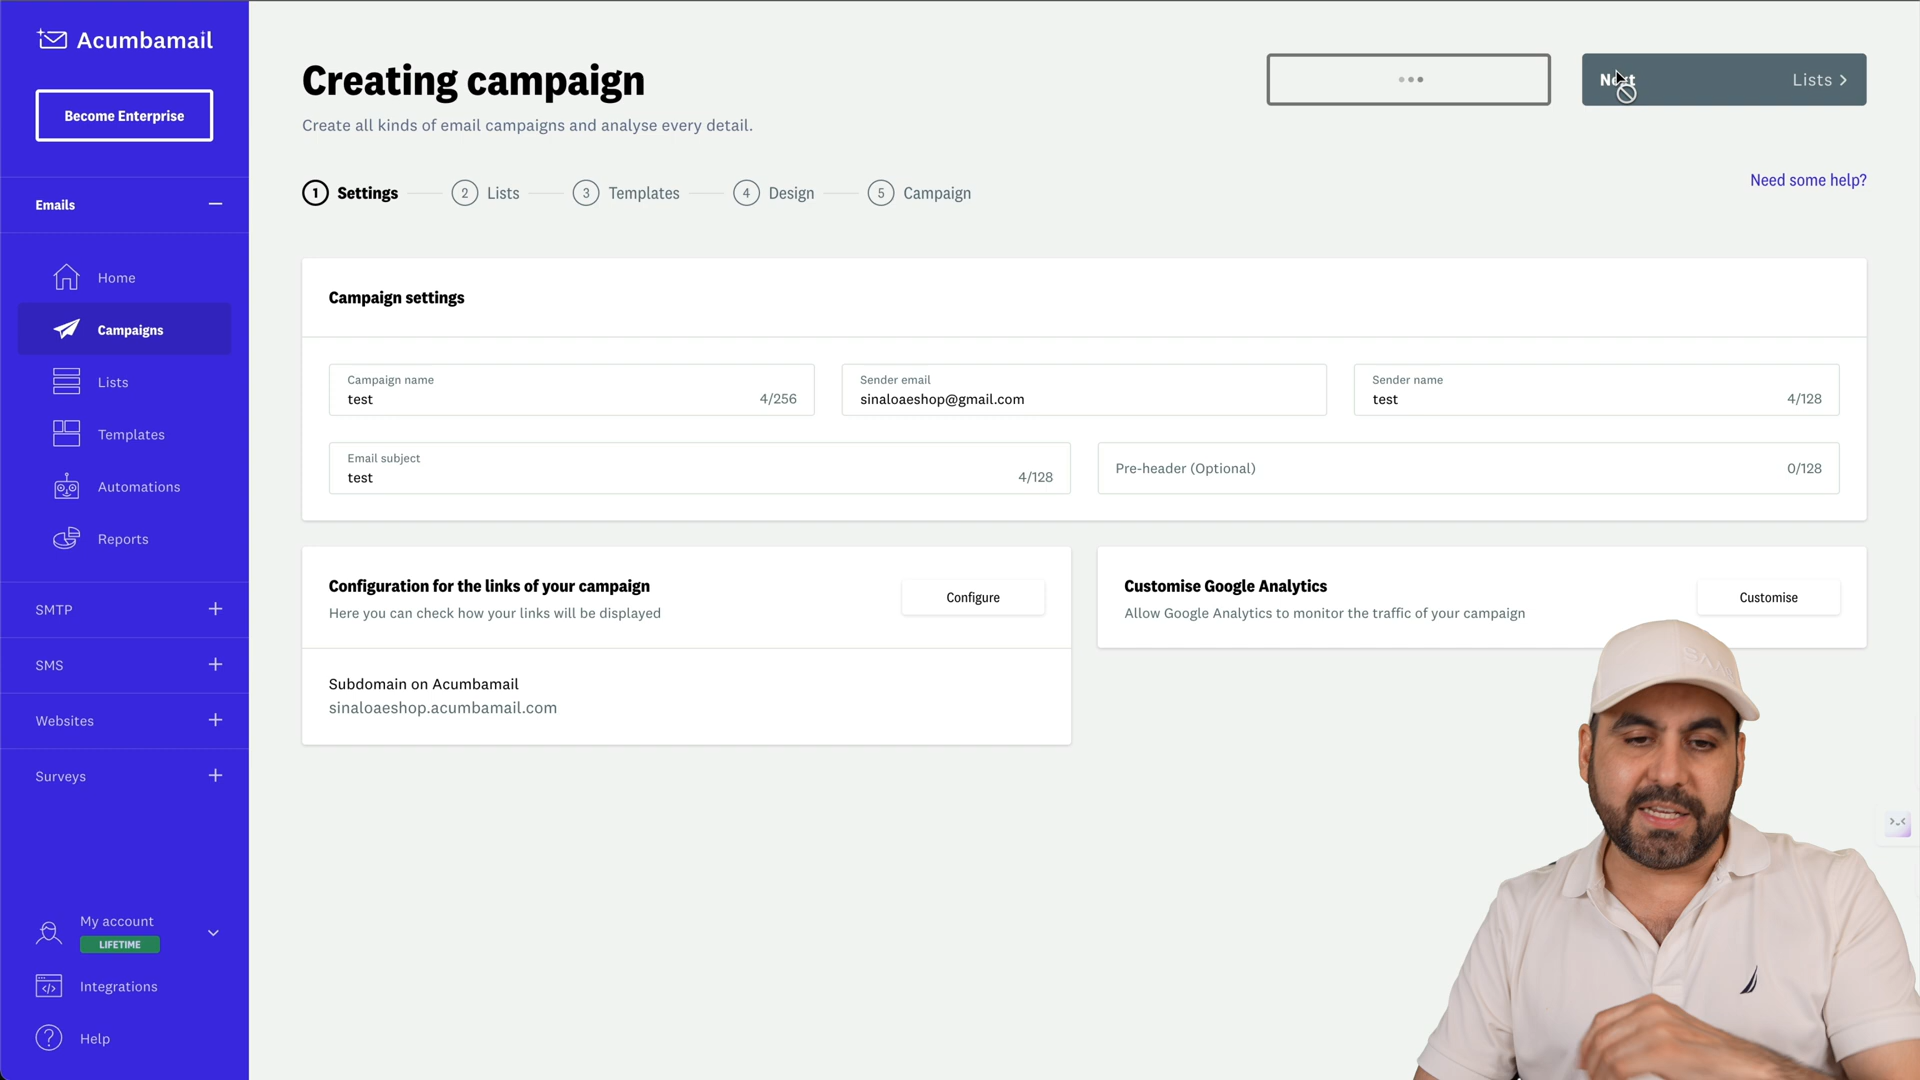 Acumbamail
Become Enterprise
Emails
Home
Campaigns
Lists
Templates
Automations
Reports
SMTP
SMS
Websites
Surveys
My account
LIFETIME
Integrations
Help
Creating campaign
Create all kinds of email campaigns and analyse every detail.
Next Lists
1 Settings 2 Lists 3 Templates 4 Design 5 Campaign
Need some help?
Campaign settings
Campaign name
test 4/256
Sender email
sinaloaeshop@gmail.com
Sender name
test 4/128
Email subject
test 4/128
Pre-header (Optional) 0/128
Configuration for the links of your campaign
Here you can check how your links will be displayed
Configure
Subdomain on Acumbamail
sinaloaeshop.acumbamail.com
Customise Google Analytics
Allow Google Analytics to monitor the traffic of your campaign
Customise